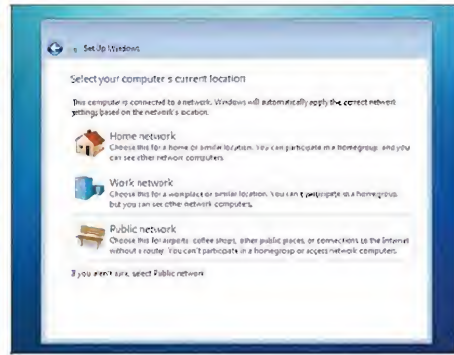 Set Up Windows
Select your computer's current location
This computer is connected to a network. Windows will automatically apply the correct network
settings based on the network's location.
Home network
Choose this for a home or similar location. You can participate in a homegroup, and you
can see other network computers.
Work network
Choose this for a workplace or similar location. You can't participate in a homegroup,
but you can see other network computers.
Public network
Choose this for airports, coffee shops, other public places, or connections to the Internet
without a router. You can't participate in a homegroup or access network computers.
If you aren't sure, select Public network.